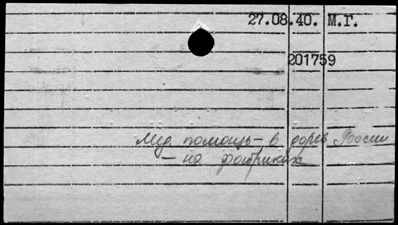 27.08.40. М.Г.
201759
Мед помощь - в дорев России
- на фабриках